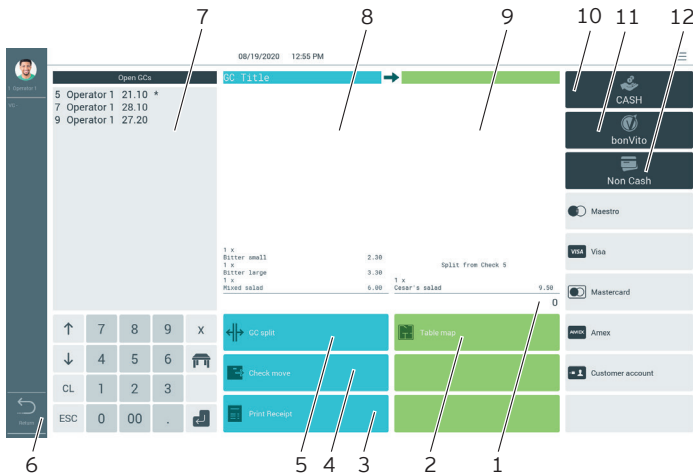 7
8
9
10
11
12
08/19/2020 12:55 PM
1 Operator 1
Open GCs
5 Operator 1 21.10 *
7 Operator 1 28.10
9 Operator 1 27.20
GC Title
1 x
Bitter small 2.30
1 x
Bitter large 3.30
1 x
Mixed salad 6.00
Split from Check 5
1 x
Cesar's salad 9.50
0
CASH
bonVito
Non Cash
Maestro
VISA Visa
Mastercard
AMEX Amex
Customer account
7 8 9 X
4 5 6
CL 1 2 3
ESC 0 00 .
GC split
Check move
Print Receipt
Table map
Return
6
5
4
3
2
1